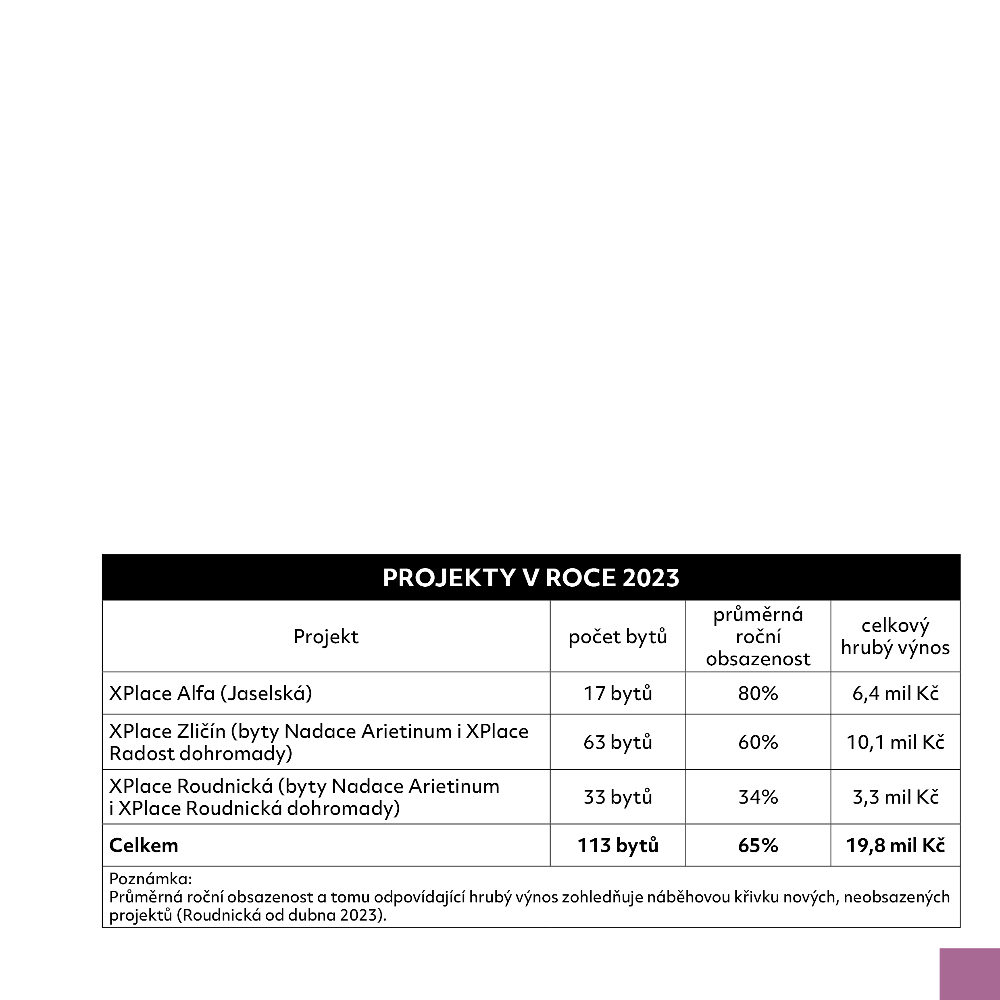 PROJEKTY V ROCE 2023
Projekt
počet bytů
průměrná
roční
obsazenost
celkový
hrubý výnos
XPlace Alfa (Jaselská)
17 bytů
80%
6,4 mil Kč
XPlace Zličín (byty Nadace Arietinum i XPlace
Radost dohromady)
63 bytů
60%
10,1 mil Kč
XPlace Roudnická (byty Nadace Arietinum
i XPlace Roudnická dohromady)
33 bytů
34%
3,3 mil Kč
Celkem
113 bytů
65%
19,8 mil Kč
Poznámka:
Průměrná roční obsazenost a tomu odpovídající hrubý výnos zohledňuje náběhovou křivku nových, neobsazených
projektů (Roudnická od dubna 2023).